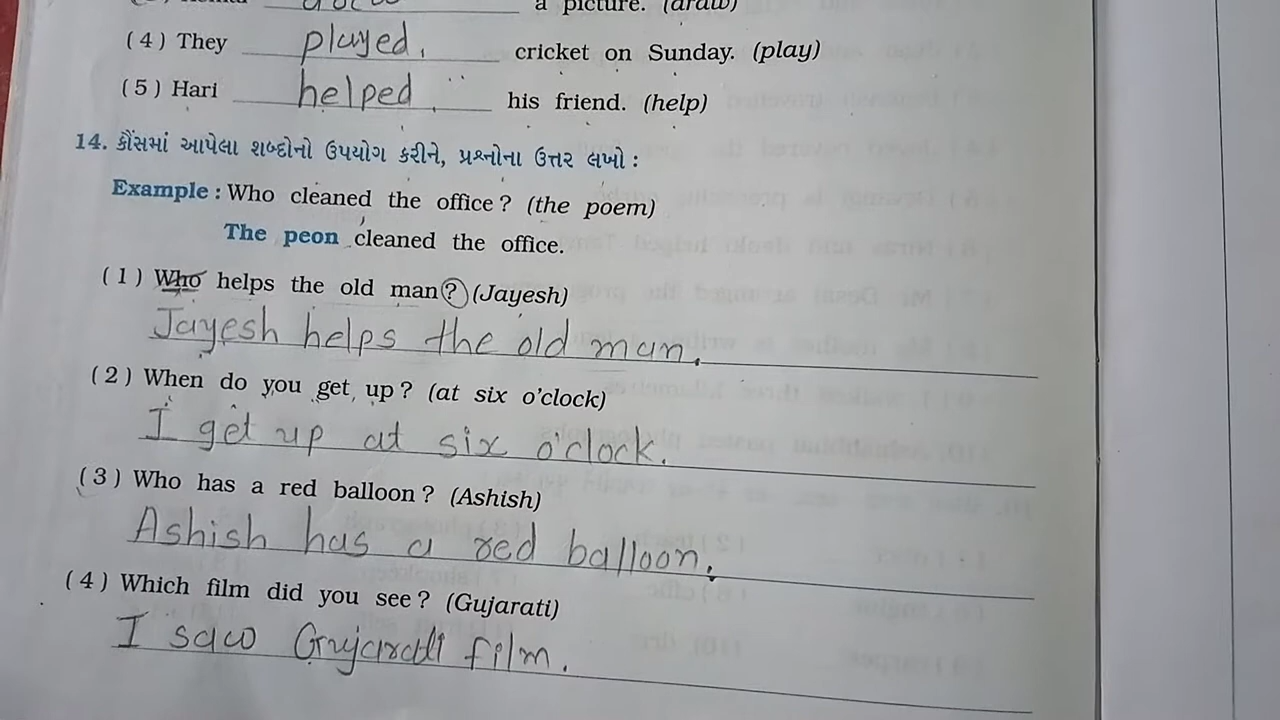 a picture. (draw)
(4) They played. cricket on Sunday. (play)
(5) Hari helped. his friend. (help)
14. કૌંસમાં આપેલા શબ્દોનો ઉપયોગ કરીને, પ્રશ્નોના ઉત્તર લખો :
Example : Who cleaned the office? (the poem)
The peon cleaned the office.
(1) Who helps the old man? (Jayesh)
Jayesh helps the old man.
(2) When do you get up? (at six o'clock)
I get up at six o'clock.
(3) Who has a red balloon? (Ashish)
Ashish has a red balloon.
(4) Which film did you see? (Gujarati)
I saw Gujarati film.